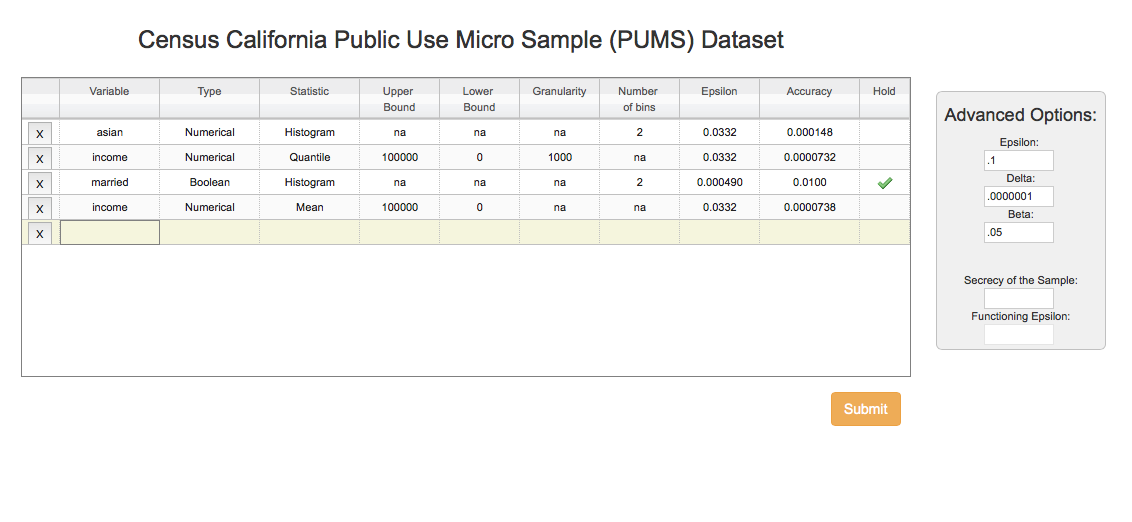 Census California Public Use Micro Sample (PUMS) Dataset
Variable Type Statistic Upper Bound Lower Bound Granularity Number of bins Epsilon Accuracy Hold
X asian Numerical Histogram na na na 2 0.0332 0.000148
X income Numerical Quantile 100000 0 1000 na 0.0332 0.0000732
X married Boolean Histogram na na na 2 0.000490 0.0100
X income Numerical Mean 100000 0 na na 0.0332 0.0000738
X
Advanced Options:
Epsilon:
.1
Delta:
.0000001
Beta:
.05
Secrecy of the Sample:
Functioning Epsilon:
Submit